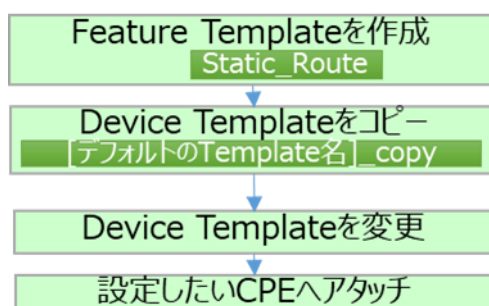 Feature Templateを作成
Static_Route
Device Templateをコピー
[デフォルトのTemplate名]_copy
Device Templateを変更
設定したいCPEへアタッチ